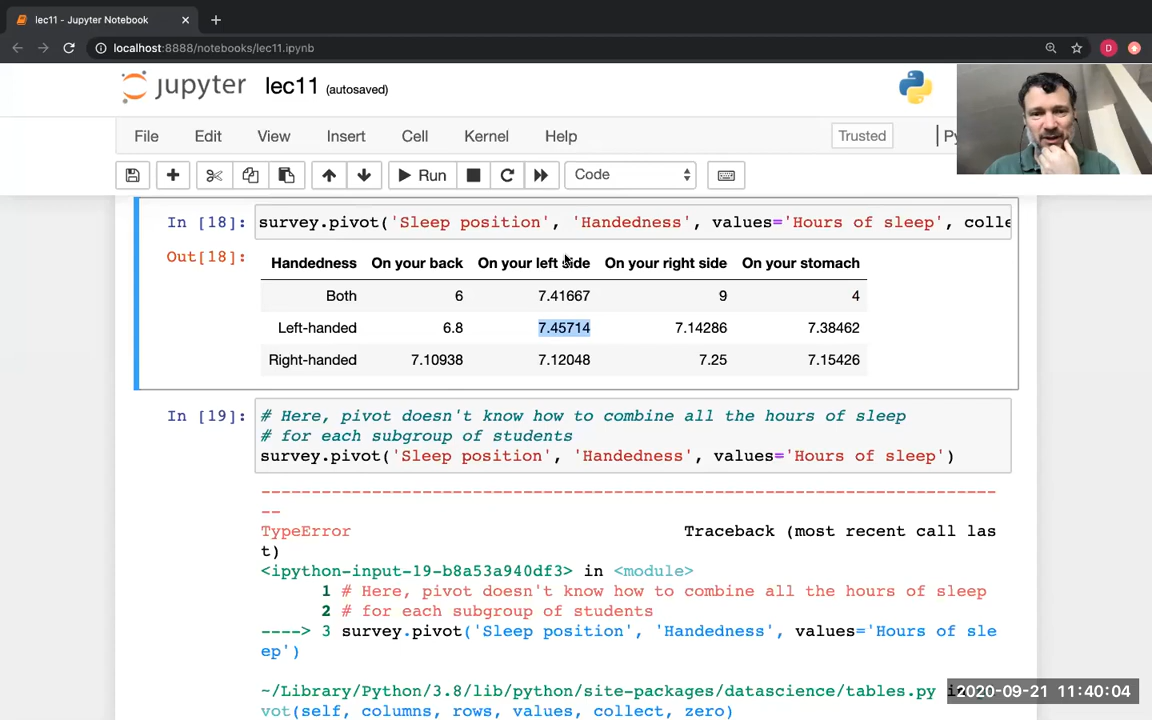 lec11 - Jupyter Notebook
localhost:8888/notebooks/lec11.ipynb
D
jupyter lec11 (autosaved)
File Edit View Insert Cell Kernel Help Trusted
Run Code
In [18]: survey.pivot('Sleep position', 'Handedness', values='Hours of sleep', colle
Out[18]: Handedness On your back On your left side On your right side On your stomach
Both 6 7.41667 9 4
Left-handed 6.8 7.45714 7.14286 7.38462
Right-handed 7.10938 7.12048 7.25 7.15426
In [19]: # Here, pivot doesn't know how to combine all the hours of sleep
# for each subgroup of students
survey.pivot('Sleep position', 'Handedness', values='Hours of sleep')
---------------------------------------------------------------------------
TypeError Traceback (most recent call las
t)
<ipython-input-19-b8a53a940df3> in <module>
1 # Here, pivot doesn't know how to combine all the hours of sleep
2 # for each subgroup of students
----> 3 survey.pivot('Sleep position', 'Handedness', values='Hours of sle
ep')
~/Library/Python/3.8/lib/python/site-packages/datascience/tables.py
vot(self, columns, rows, values, collect, zero)
2020-09-21 11:40:04